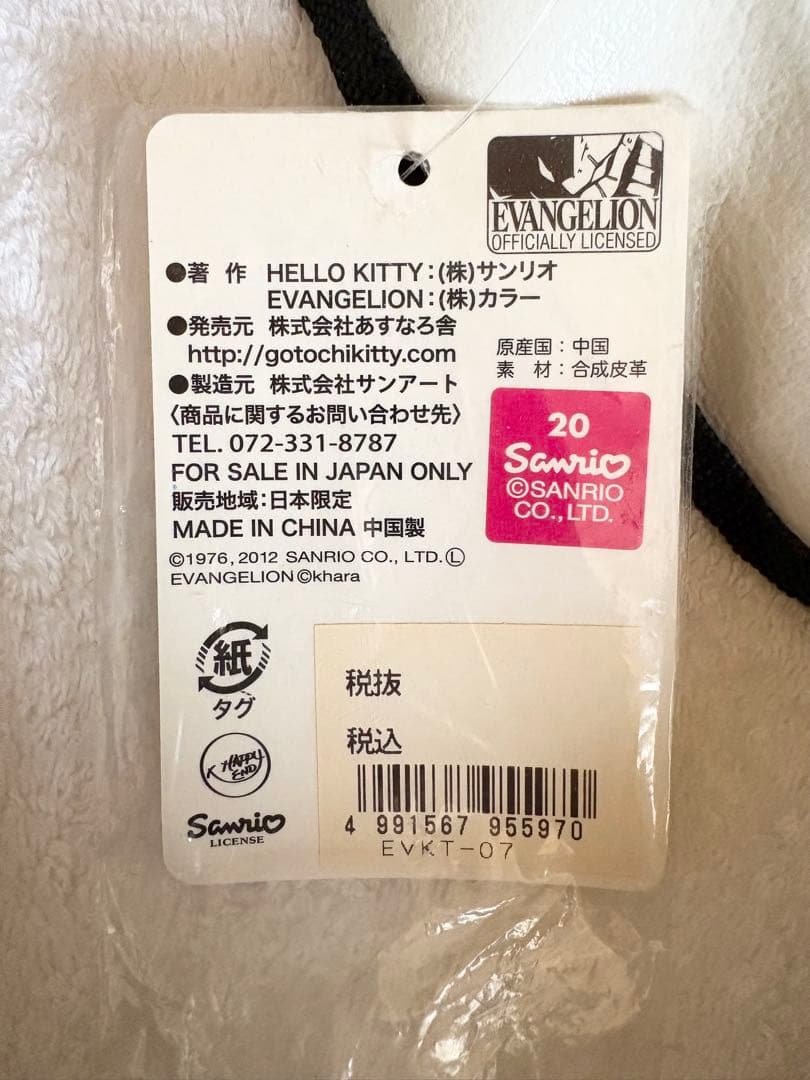 EVANGELION
OFFICIALLY LICENSED
●著 作 HELLO KITTY:(株)サンリオ
EVANGELION:(株)カラー
●発売元 株式会社あすなろ舎
http://gotochikitty.com
●製造元 株式会社サンアート
〈商品に関するお問い合わせ先〉
TEL. 072-331-8787
FOR SALE IN JAPAN ONLY
販売地域:日本限定
MADE IN CHINA 中国製
©1976, 2012 SANRIO CO., LTD. Ⓛ
EVANGELION ©khara
原産国:中国
素 材:合成皮革
20
Sanrio
©SANRIO
CO., LTD.
紙
タグ
K HAPPY
END
Sanrio
LICENSE
税抜
税込
4 991567 955970
EVKT-07